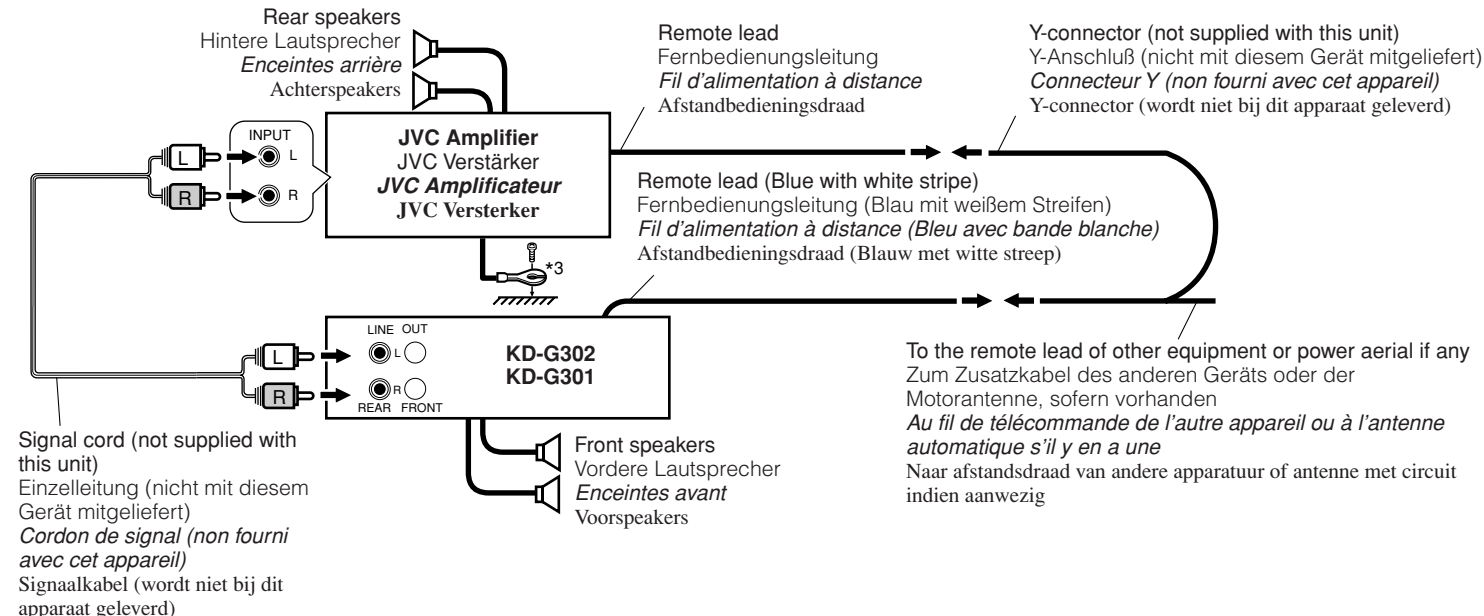 Rear speakers
Hintere Lautsprecher
Enceintes arrière
Achterspeakers
Remote lead
Fernbedienungsleitung
Fil d'alimentation à distance
Afstandbedieningsdraad
Y-connector (not supplied with this unit)
Y-Anschluß (nicht mit diesem Gerät mitgeliefert)
Connecteur Y (non fourni avec cet appareil)
Y-connector (wordt niet bij dit apparaat geleverd)
INPUT
L
L
R
R
JVC Amplifier
JVC Verstärker
JVC Amplificateur
JVC Versterker
*3
Remote lead (Blue with white stripe)
Fernbedienungsleitung (Blau mit weißem Streifen)
Fil d'alimentation à distance (Bleu avec bande blanche)
Afstandbedieningsdraad (Blauw met witte streep)
LINE OUT
L
L
R
R
REAR FRONT
KD-G302
KD-G301
To the remote lead of other equipment or power aerial if any
Zum Zusatzkabel des anderen Geräts oder der
Motorantenne, sofern vorhanden
Au fil de télécommande de l'autre appareil ou à l'antenne
automatique s'il y en a une
Naar afstandsdraad van andere apparatuur of antenne met circuit
indien aanwezig
Signal cord (not supplied with
this unit)
Einzelleitung (nicht mit diesem
Gerät mitgeliefert)
Cordon de signal (non fourni
avec cet appareil)
Signaalkabel (wordt niet bij dit
apparaat geleverd)
Front speakers
Vordere Lautsprecher
Enceintes avant
Voorspeakers